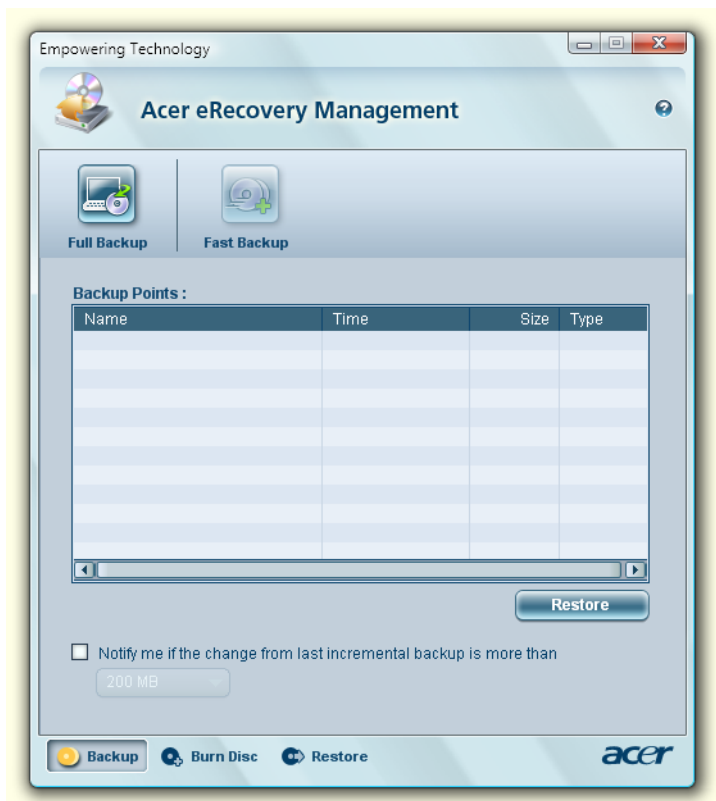 Empowering Technology
Acer eRecovery Management
Full Backup
Fast Backup
Backup Points :
Name Time Size Type
Restore
Notify me if the change from last incremental backup is more than
200 MB
Backup Burn Disc Restore acer